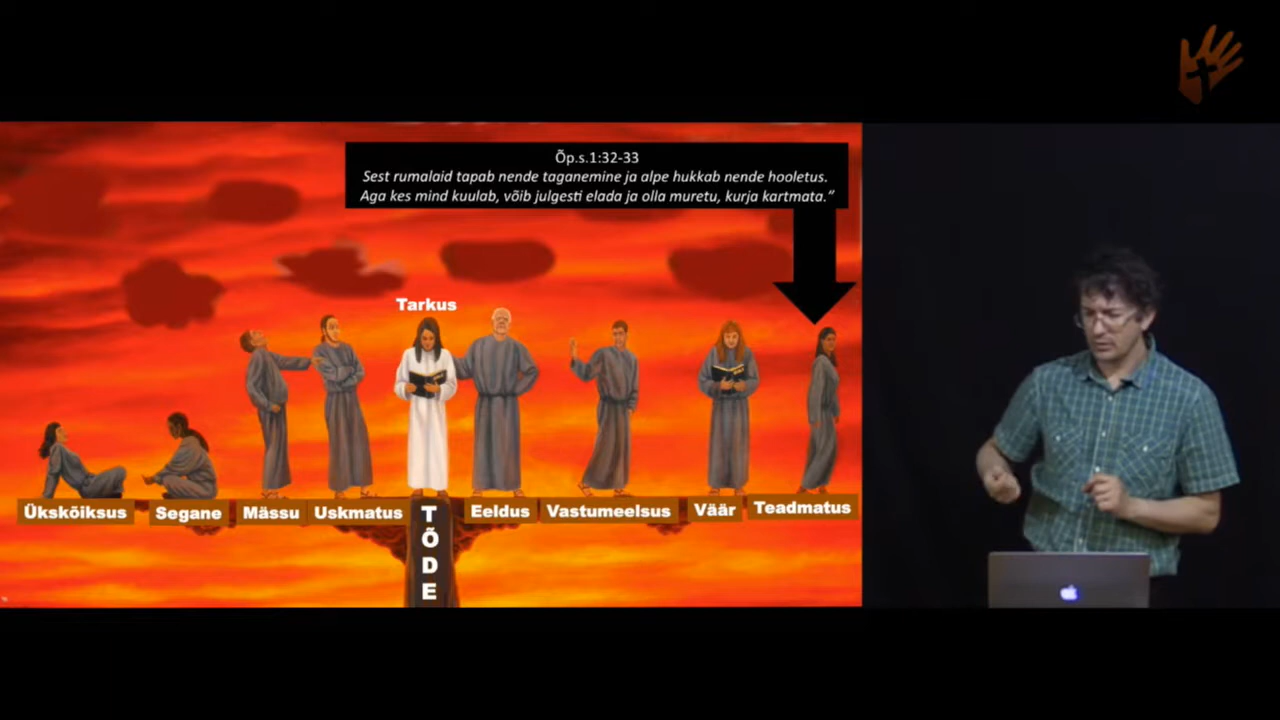 Õp.s.1:32-33
Sest rumalaid tapab nende taganemine ja alpe hukkab nende hooletus.
Aga kes mind kuulab, võib julgesti elada ja olla muretu, kurja kartmata.”
Tarkus
Ükskõiksus
Segane
Mässu
Uskmatus
TÕDE
Eeldus
Vastumeelsus
Väär
Teadmatus